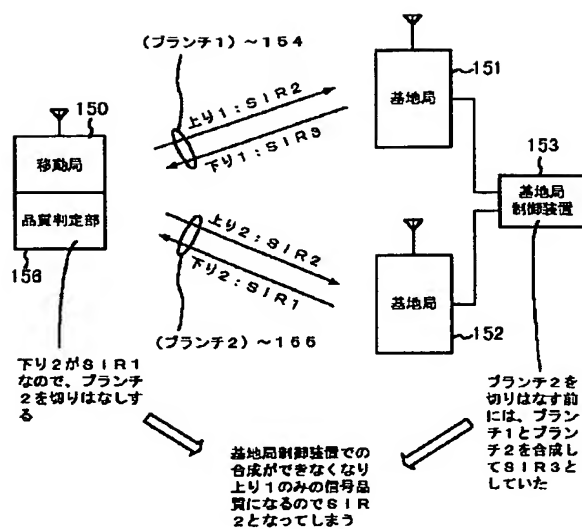 (ブランチ1)~154
150
移動局
品質判定部
156
上り1:SIR2
下り1:SIR3
151
基地局
153
基地局
制御装置
上り2:SIR2
下り2:SIR1
基地局
152
(ブランチ2)~155
下り2がSIR1
なので、ブランチ
2を切りはなしす
る
ブランチ2を
切りはなす前
には、ブラン
チ1とブラン
チ2を合成し
てSIR3と
していた
基地局制御装置での
合成ができなくなり
上り1のみの信号品
質になるのでSIR
2となってしまう